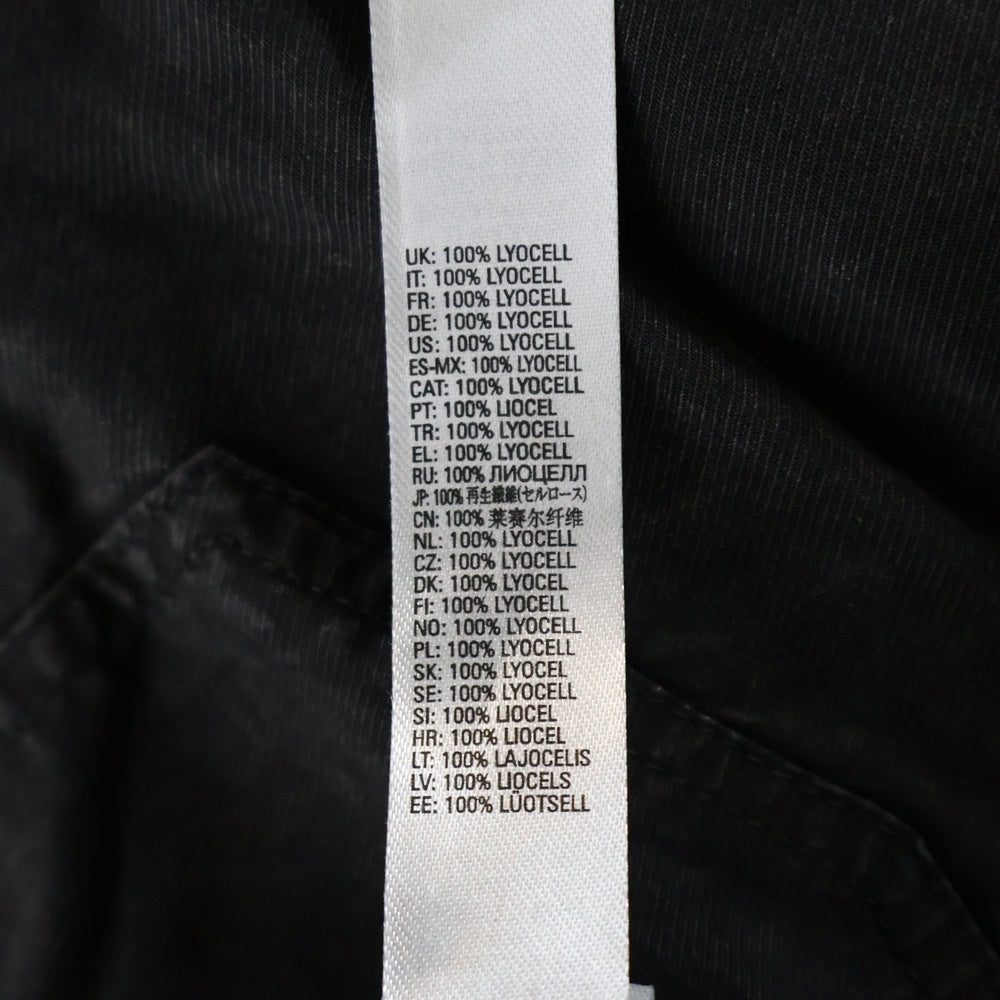 UK: 100% LYOCELL
IT: 100% LYOCELL
FR: 100% LYOCELL
DE: 100% LYOCELL
US: 100% LYOCELL
ES-MX: 100% LYOCELL
CAT: 100% LYOCELL
PT: 100% LIOCEL
TR: 100% LYOCELL
EL: 100% LYOCELL
RU: 100% ЛИОЦЕЛЛ
JP: 100% 再生繊維(セルロース)
CN: 100% 莱赛尔纤维
NL: 100% LYOCELL
CZ: 100% LYOCELL
DK: 100% LYOCEL
FI: 100% LYOCELL
NO: 100% LYOCELL
PL: 100% LYOCELL
SK: 100% LYOCEL
SE: 100% LYOCELL
SI: 100% LIOCEL
HR: 100% LIOCEL
LT: 100% LAJOCELIS
LV: 100% LIOCELS
EE: 100% LÜOTSELL